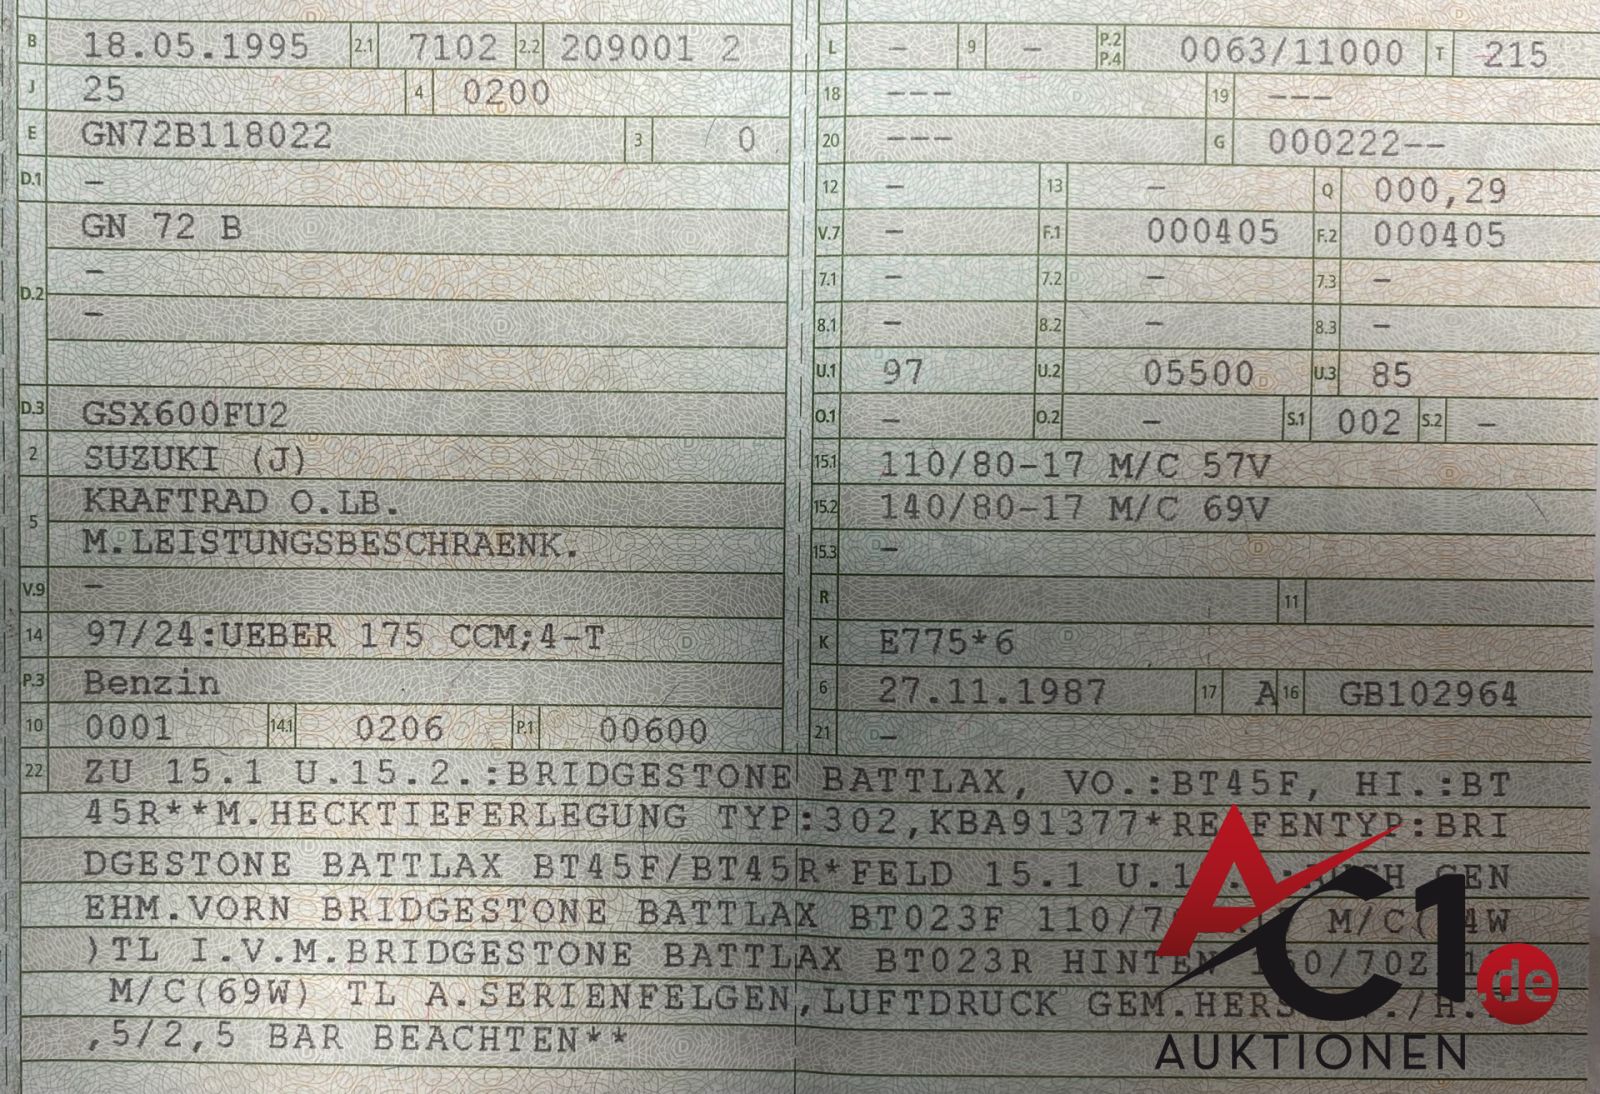 B 18.05.1995 2.1 7102 2.2 209001 2 L - 9 - P.2 P.4 0063/11000 T 215
J 25 4 0200 18 --- 19 ---
E GN72B118022 3 0 20 --- G 000222--
D.1 - 12 - 13 - Q 000,29
D.2 GN 72 B V.7 - F.1 000405 F.2 000405
- 7.1 - 7.2 - 7.3 -
- 8.1 - 8.2 - 8.3 -
U.1 97 U.2 05500 U.3 85
D.3 GSX600FU2 O.1 - O.2 - S.1 002 S.2 -
2 SUZUKI (J) 15.1 110/80-17 M/C 57V
5 KRAFTRAD O.LB. 15.2 140/80-17 M/C 69V
M.LEISTUNGSBESCHRAENK. 15.3 -
V.9 - R 11
14 97/24:UEBER 175 CCM;4-T K E775*6
P.3 Benzin 6 27.11.1987 17 A 16 GB102964
10 0001 14.1 0206 P.1 00600 21 -
22 ZU 15.1 U.15.2.:BRIDGESTONE BATTLAX, VO.:BT45F, HI.:BT
45R**M.HECKTIEFERLEGUNG TYP:302,KBA91377*REIFENTYP:BRI
DGESTONE BATTLAX BT45F/BT45R*FELD 15.1 GEN
EHM.VORN BRIDGESTONE BATTLAX BT023F M/C
)TL I.V.M.BRIDGESTONE BATTLAX BT023R HINTEN
M/C(69W) TL A.SERIENFELGEN,LUFTDRUCK GEM.
,5/2,5 BAR BEACHTEN**
AC1.de
AUKTIONEN